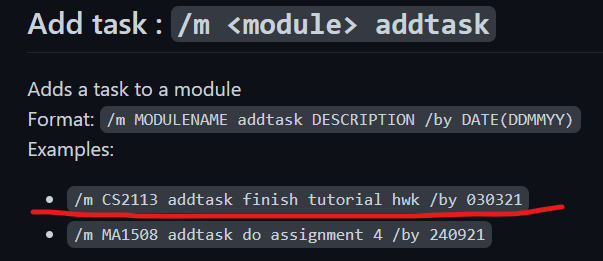 Add task : /m <module> addtask
Adds a task to a module
Format: /m MODULENAME addtask DESCRIPTION /by DATE(DDMMYY)
Examples:
/m CS2113 addtask finish tutorial hwk /by 030321
/m MA1508 addtask do assignment 4 /by 240921